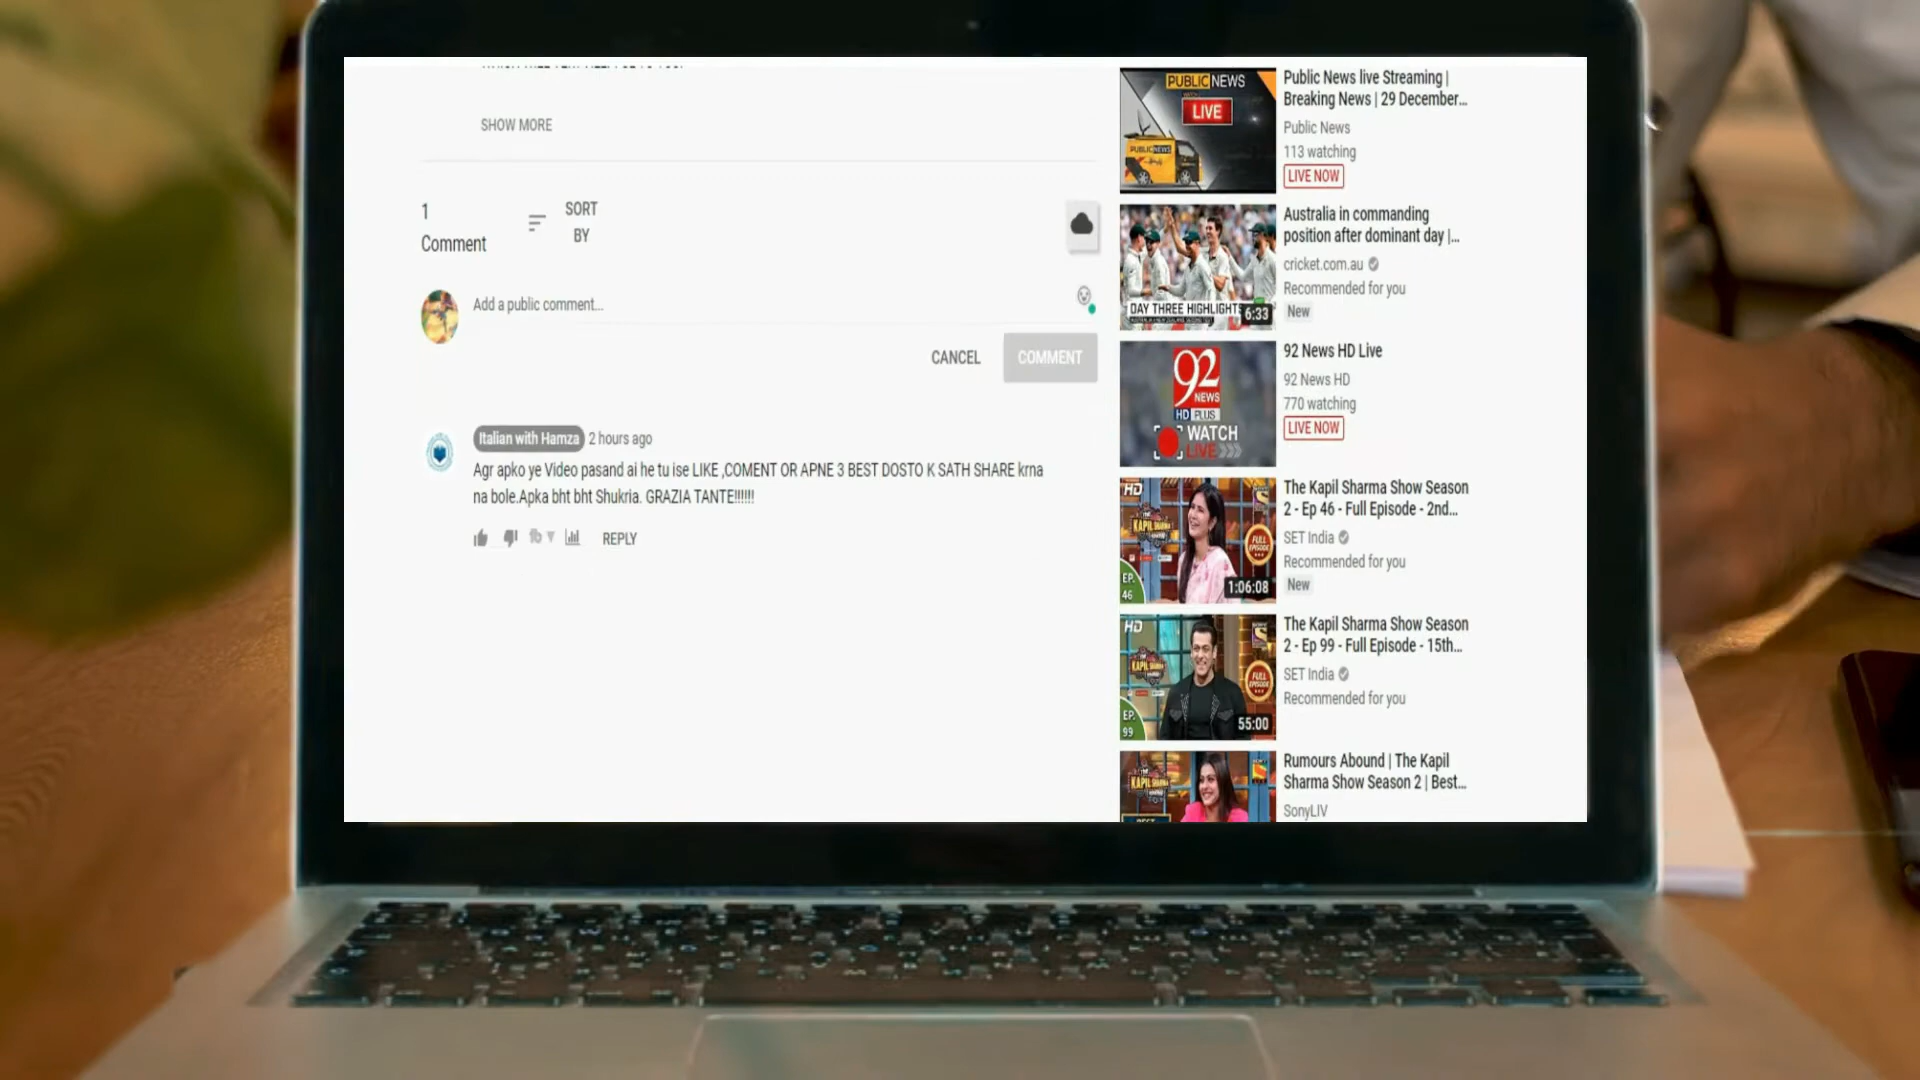 SHOW MORE
1
Comment
SORT
BY
Add a public comment...
CANCEL
COMMENT
Italian with Hamza 2 hours ago
Agr apko ye Video pasand ai he tu ise LIKE ,COMENT OR APNE 3 BEST DOSTO K SATH SHARE krna
na bole.Apka bht bht Shukria. GRAZIA TANTE!!!!!!
REPLY
PUBLIC NEWS
LIVE
PUBLIC NEWS
Public News live Streaming |
Breaking News | 29 December...
Public News
113 watching
LIVE NOW
DAY THREE HIGHLIGHTS
6:33
Australia in commanding
position after dominant day |...
cricket.com.au
Recommended for you
New
92
NEWS
HD PLUS
WATCH
LIVE
92 News HD Live
92 News HD
770 watching
LIVE NOW
HD
KAPIL SHARMA
FULL
EPISODE
EP.
46
1:06:08
The Kapil Sharma Show Season
2 - Ep 46 - Full Episode - 2nd...
SET India
Recommended for you
New
HD
KAPIL SHARMA
FULL
EPISODE
EP.
99
55:00
The Kapil Sharma Show Season
2 - Ep 99 - Full Episode - 15th...
SET India
Recommended for you
KAPIL SHARMA
Rumours Abound | The Kapil
Sharma Show Season 2 | Best...
SonyLIV